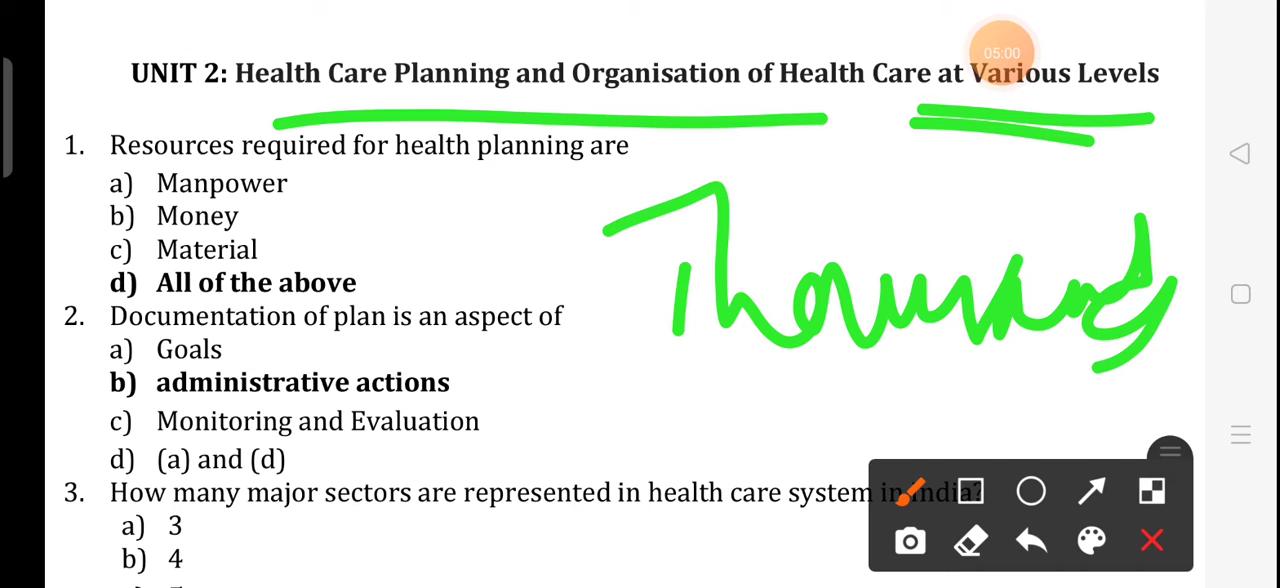 05:00
UNIT 2: Health Care Planning and Organisation of Health Care at Various Levels
1. Resources required for health planning are
a) Manpower
b) Money
c) Material
d) All of the above
Thousands
2. Documentation of plan is an aspect of
a) Goals
b) administrative actions
c) Monitoring and Evaluation
d) (a) and (d)
3. How many major sectors are represented in health care system in india?
a) 3
b) 4